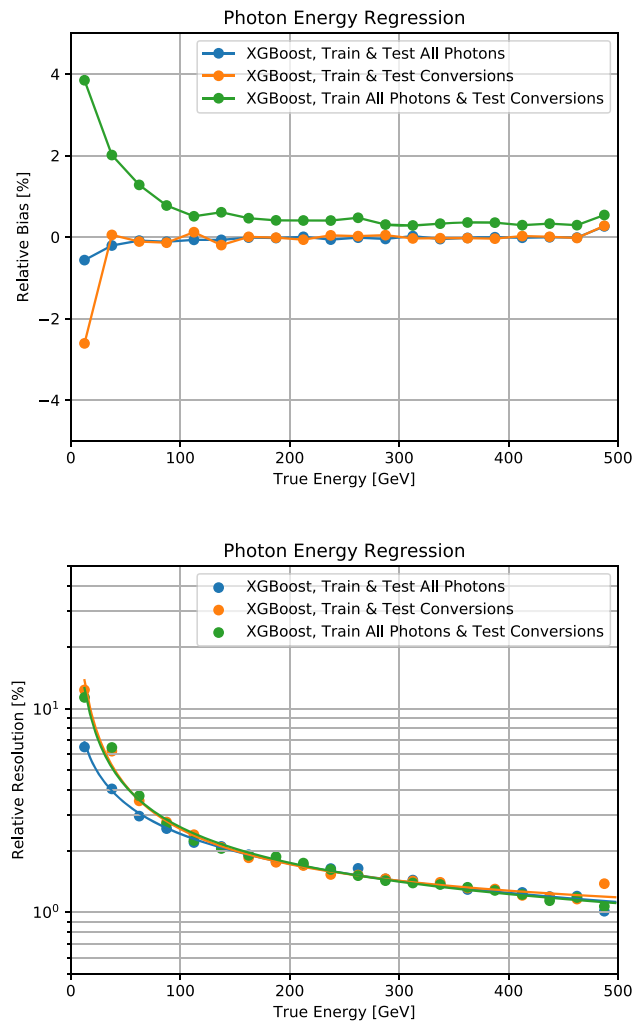 Photon Energy Regression
XGBoost, Train & Test All Photons
XGBoost, Train & Test Conversions
XGBoost, Train All Photons & Test Conversions
Relative Bias [%]
4
2
0
−2
−4
0 100 200 300 400 500
True Energy [GeV]
Photon Energy Regression
XGBoost, Train & Test All Photons
XGBoost, Train & Test Conversions
XGBoost, Train All Photons & Test Conversions
Relative Resolution [%]
10¹
10⁰
0 100 200 300 400 500
True Energy [GeV]